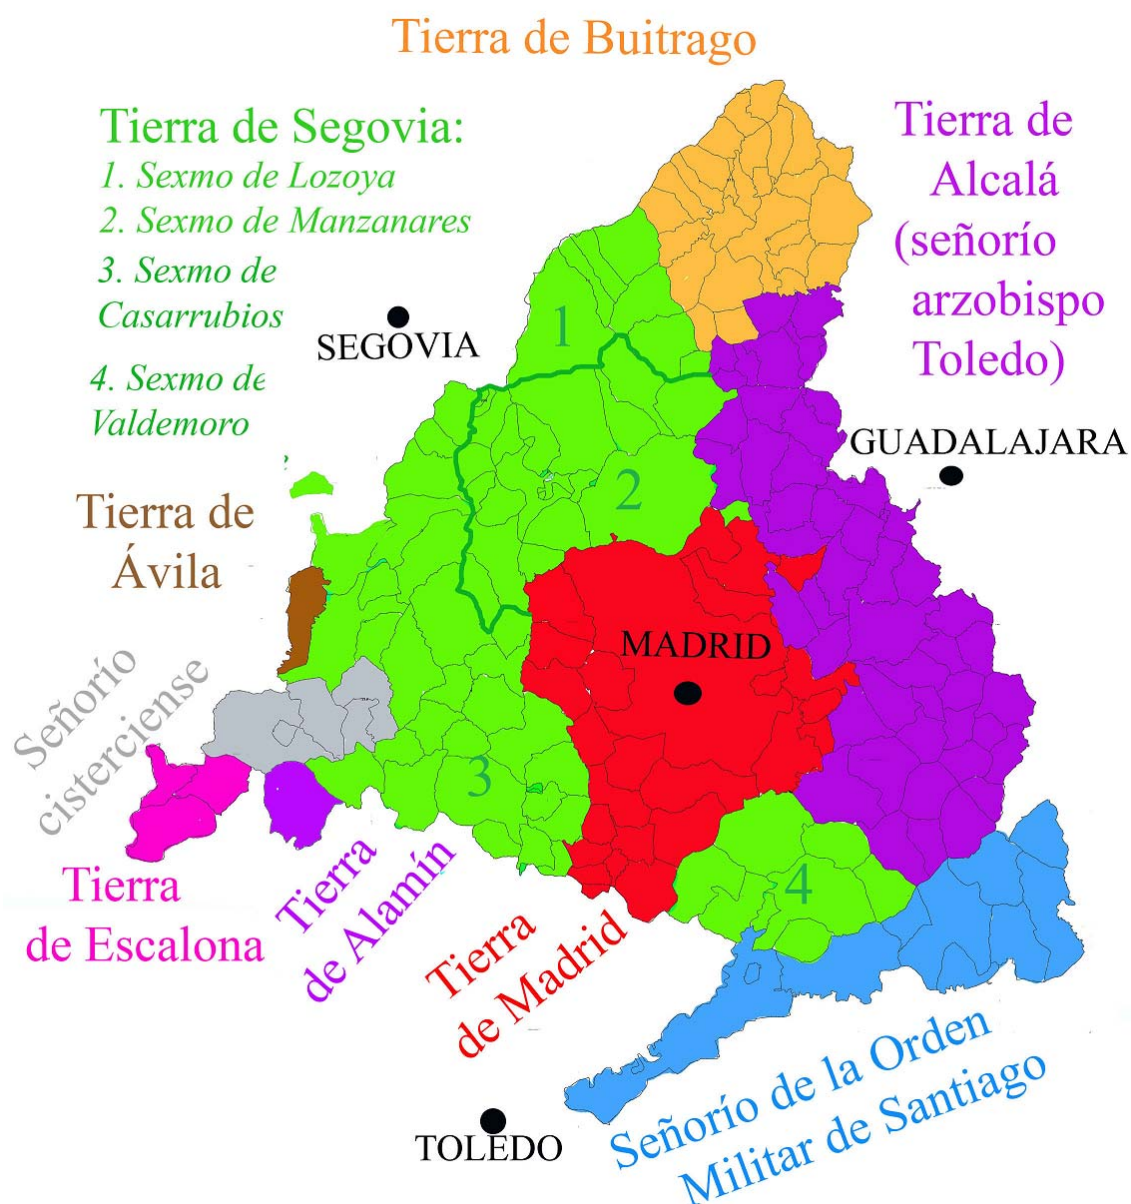 Tierra de Buitrago
Tierra de Segovia:
1. Sexmo de Lozoya
2. Sexmo de Manzanares
3. Sexmo de
Casarrubios
4. Sexmo de
Valdemoro
Tierra de
Alcalá
(señorío
arzobispo
Toledo)
SEGOVIA
1
GUADALAJARA
2
?
Tierra de
Ávila
MADRID
Señorío
cisterciense
3
Tierra
de Escalona
Tierra
de Alamín
Tierra
de Madrid
4
Señorío de la Orden
Militar de Santiago
TOLEDO